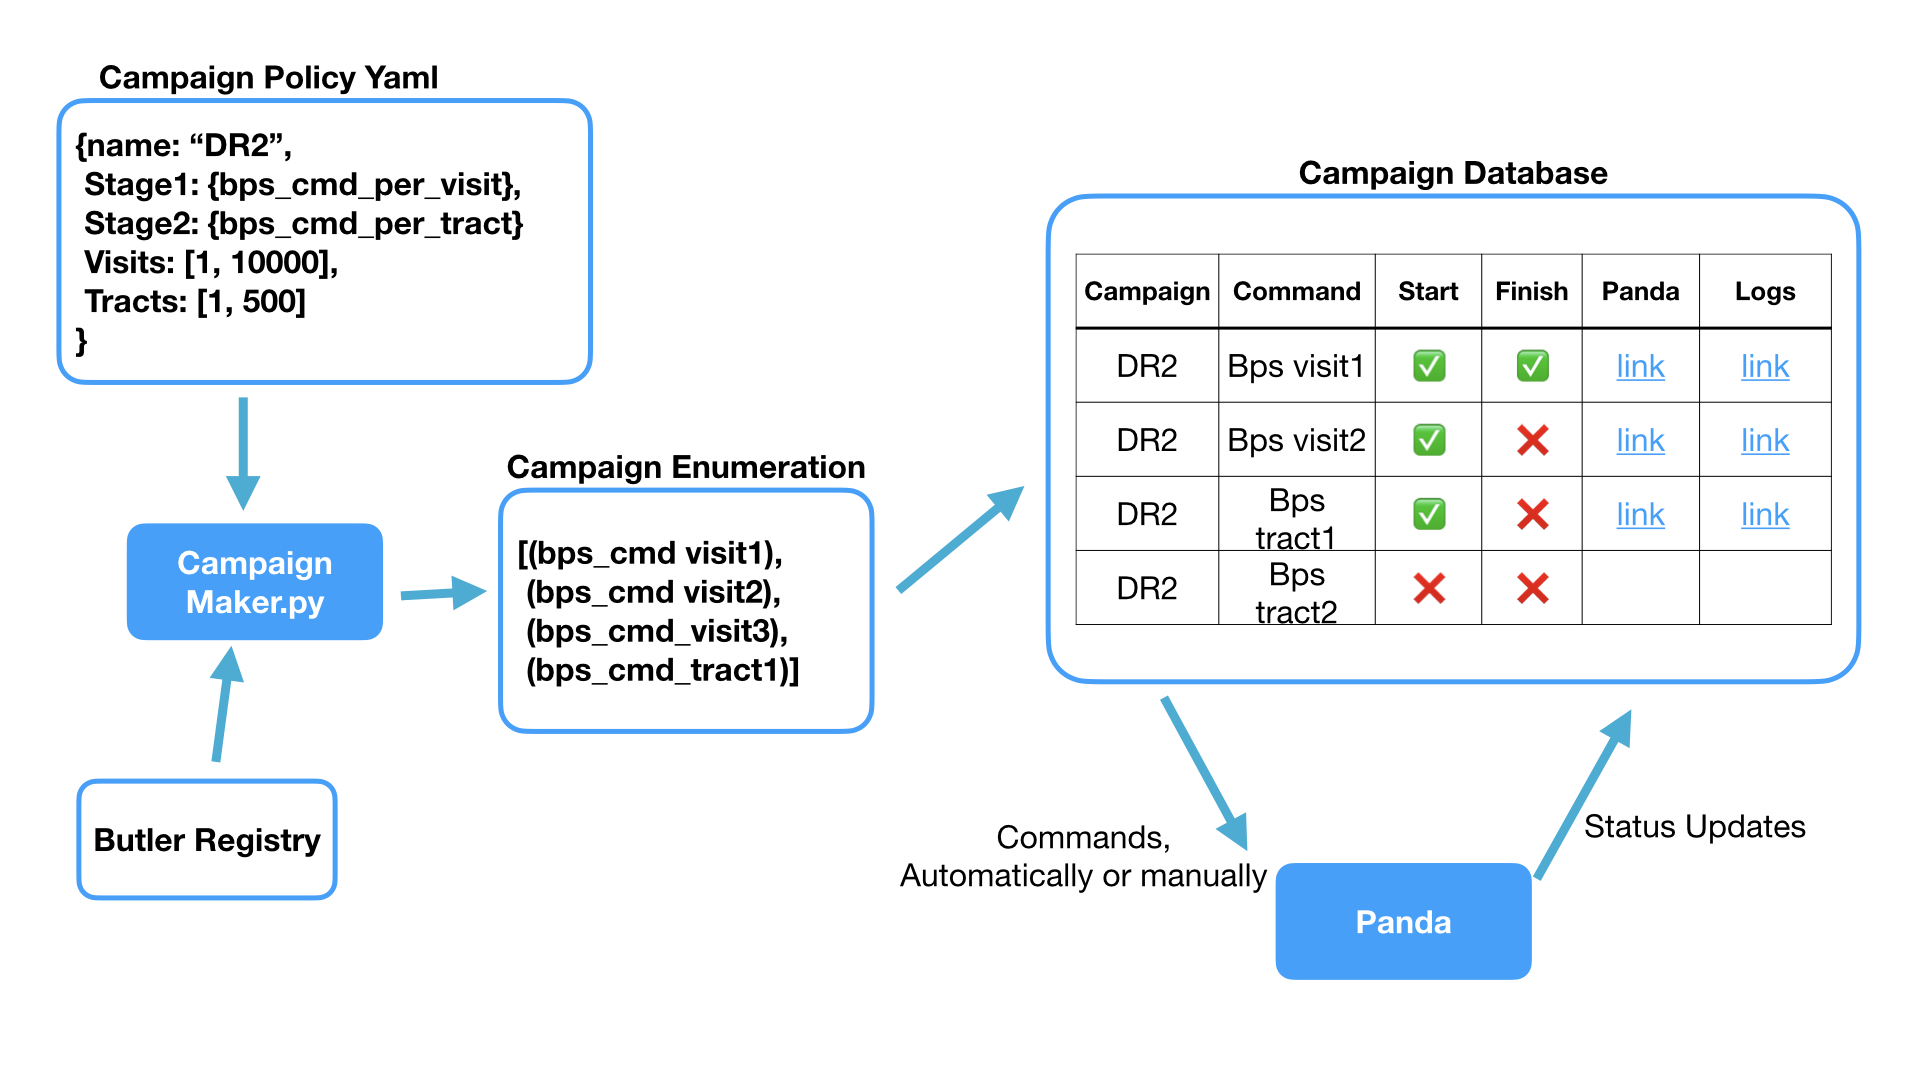 Campaign Policy Yaml
{name: “DR2”,
Stage1: {bps_cmd_per_visit},
Stage2: {bps_cmd_per_tract}
Visits: [1, 10000],
Tracts: [1, 500]
}
Campaign
Maker.py
Butler Registry
Campaign Enumeration
[(bps_cmd visit1),
(bps_cmd visit2),
(bps_cmd_visit3),
(bps_cmd_tract1)]
Campaign Database
Campaign Command Start Finish Panda Logs
DR2 Bps visit1 ✅ ✅ link link
DR2 Bps visit2 ✅ ❌ link link
DR2 Bps tract1 ✅ ❌ link link
DR2 Bps tract2 ❌ ❌
Commands,
Automatically or manually
Panda
Status Updates